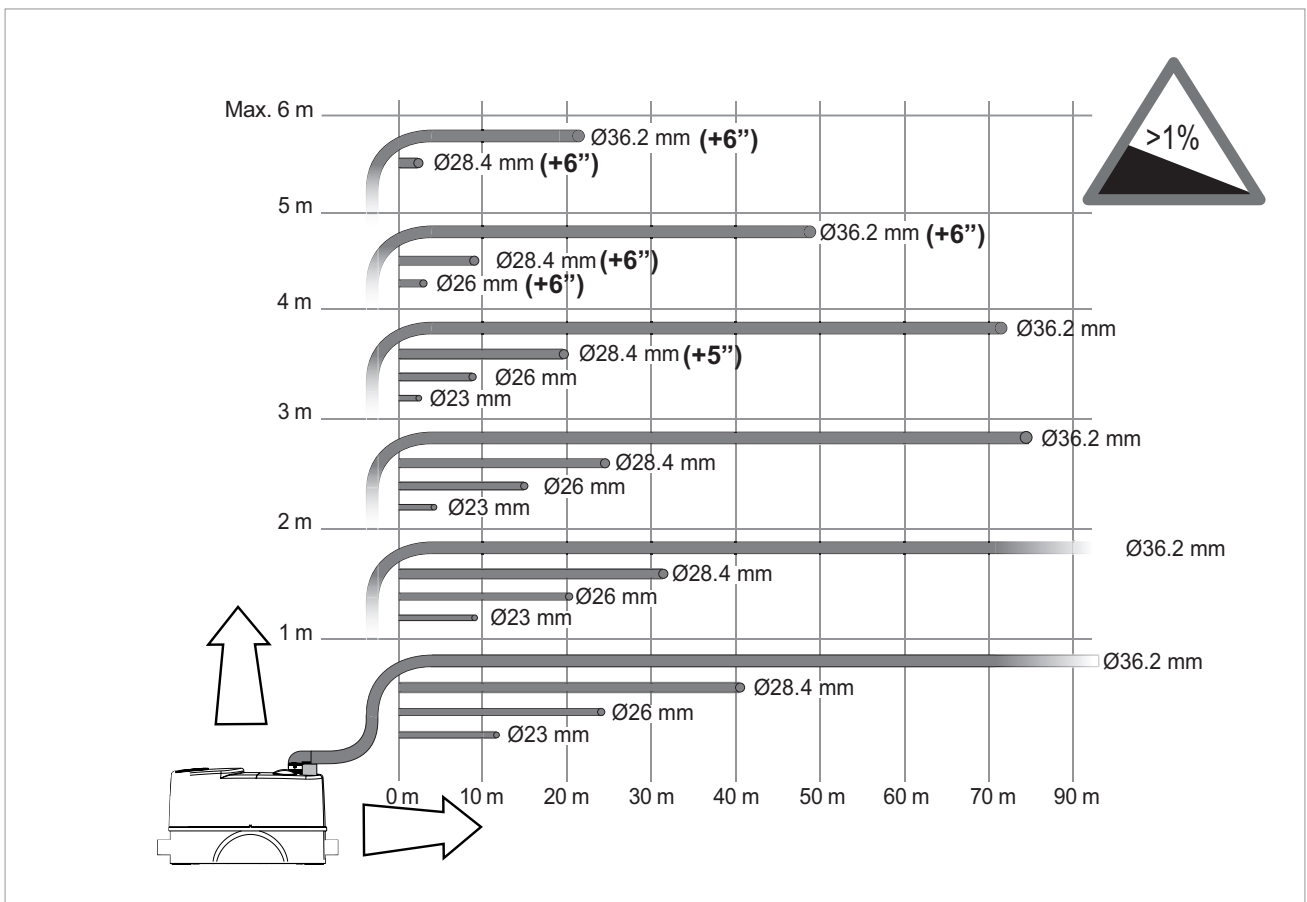 Max. 6 m
>1%
Ø36.2 mm (+6”)
Ø28.4 mm (+6”)
5 m
Ø36.2 mm (+6”)
Ø28.4 mm (+6”)
Ø26 mm (+6”)
4 m
Ø36.2 mm
Ø28.4 mm (+5”)
Ø26 mm
Ø23 mm
3 m
Ø36.2 mm
Ø28.4 mm
Ø26 mm
Ø23 mm
2 m
Ø36.2 mm
Ø28.4 mm
Ø26 mm
Ø23 mm
1 m
Ø36.2 mm
Ø28.4 mm
Ø26 mm
Ø23 mm
0 m 10 m 20 m 30 m 40 m 50 m 60 m 70 m 90 m